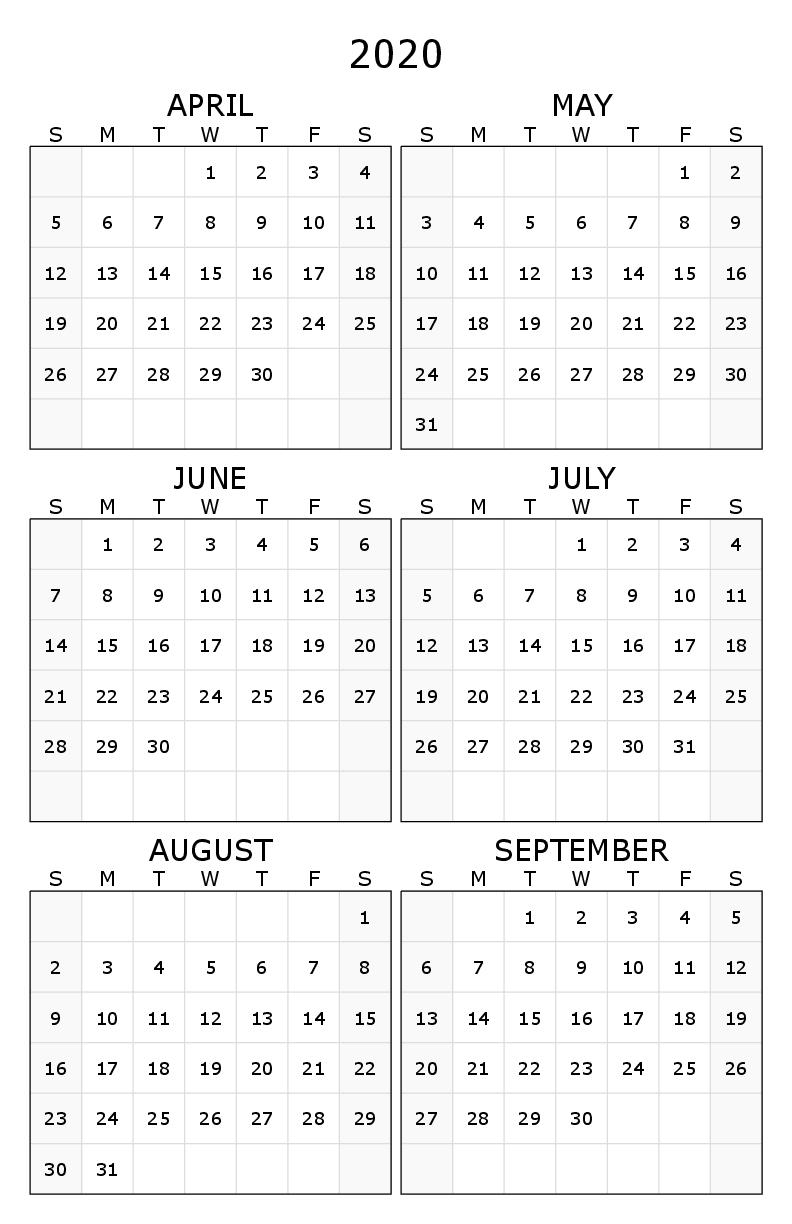 2020
APRIL
S M T W T F S
1 2 3 4
5 6 7 8 9 10 11
12 13 14 15 16 17 18
19 20 21 22 23 24 25
26 27 28 29 30
MAY
S M T W T F S
1 2
3 4 5 6 7 8 9
10 11 12 13 14 15 16
17 18 19 20 21 22 23
24 25 26 27 28 29 30
31
JUNE
S M T W T F S
1 2 3 4 5 6
7 8 9 10 11 12 13
14 15 16 17 18 19 20
21 22 23 24 25 26 27
28 29 30
JULY
S M T W T F S
1 2 3 4
5 6 7 8 9 10 11
12 13 14 15 16 17 18
19 20 21 22 23 24 25
26 27 28 29 30 31
AUGUST
S M T W T F S
1
2 3 4 5 6 7 8
9 10 11 12 13 14 15
16 17 18 19 20 21 22
23 24 25 26 27 28 29
30 31
SEPTEMBER
S M T W T F S
1 2 3 4 5
6 7 8 9 10 11 12
13 14 15 16 17 18 19
20 21 22 23 24 25 26
27 28 29 30